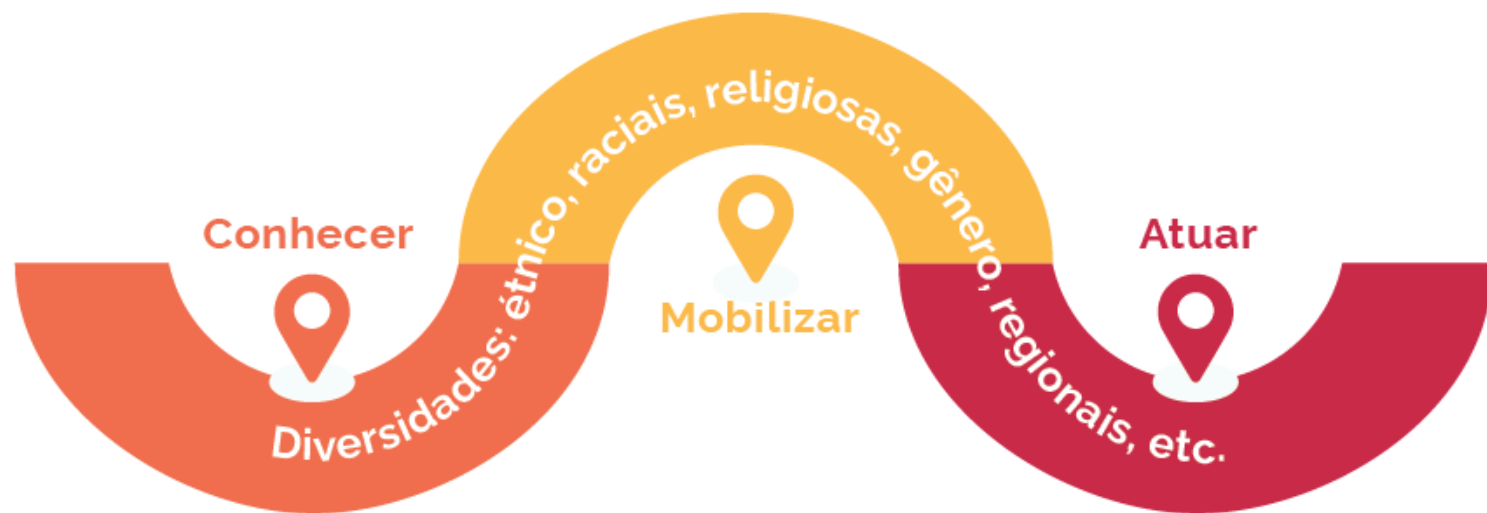 Conhecer
Diversidades: étnico, raciais, religiosas, gênero, regionais, etc.
Mobilizar
Atuar